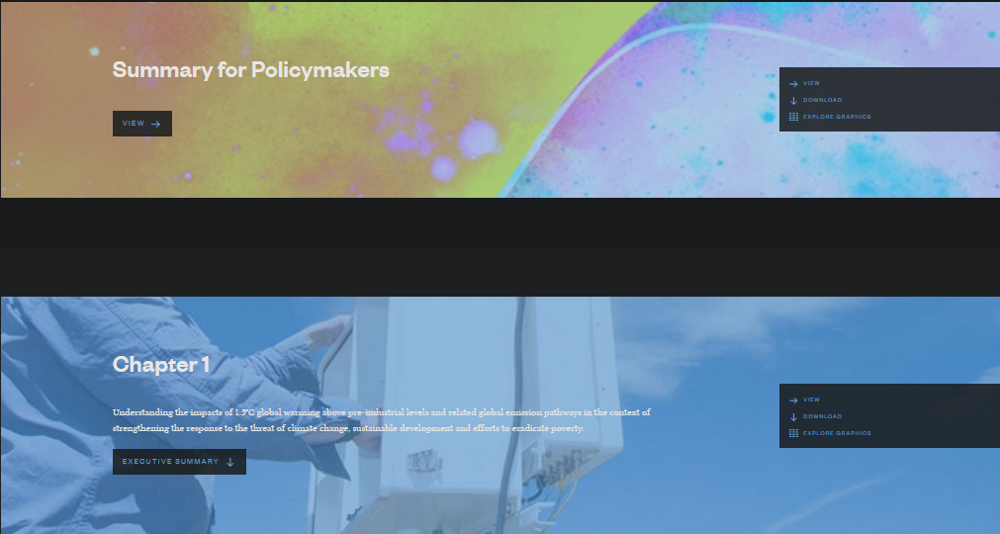 Summary for Policymakers
VIEW
VIEW
DOWNLOAD
EXPLORE GRAPHICS
Chapter 1
Understanding the impacts of 1.5°C global warming above pre-industrial levels and related global emission pathways in the context of
strengthening the response to the threat of climate change, sustainable development and efforts to eradicate poverty.
EXECUTIVE SUMMARY
VIEW
DOWNLOAD
EXPLORE GRAPHICS